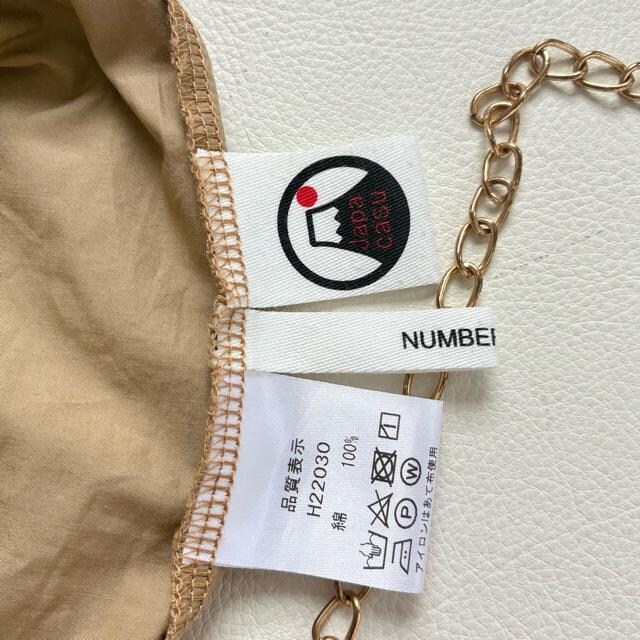 Japa
casu
NUMBER
品質表示
H22030
綿 100%
P W
アイロンはあて布使用